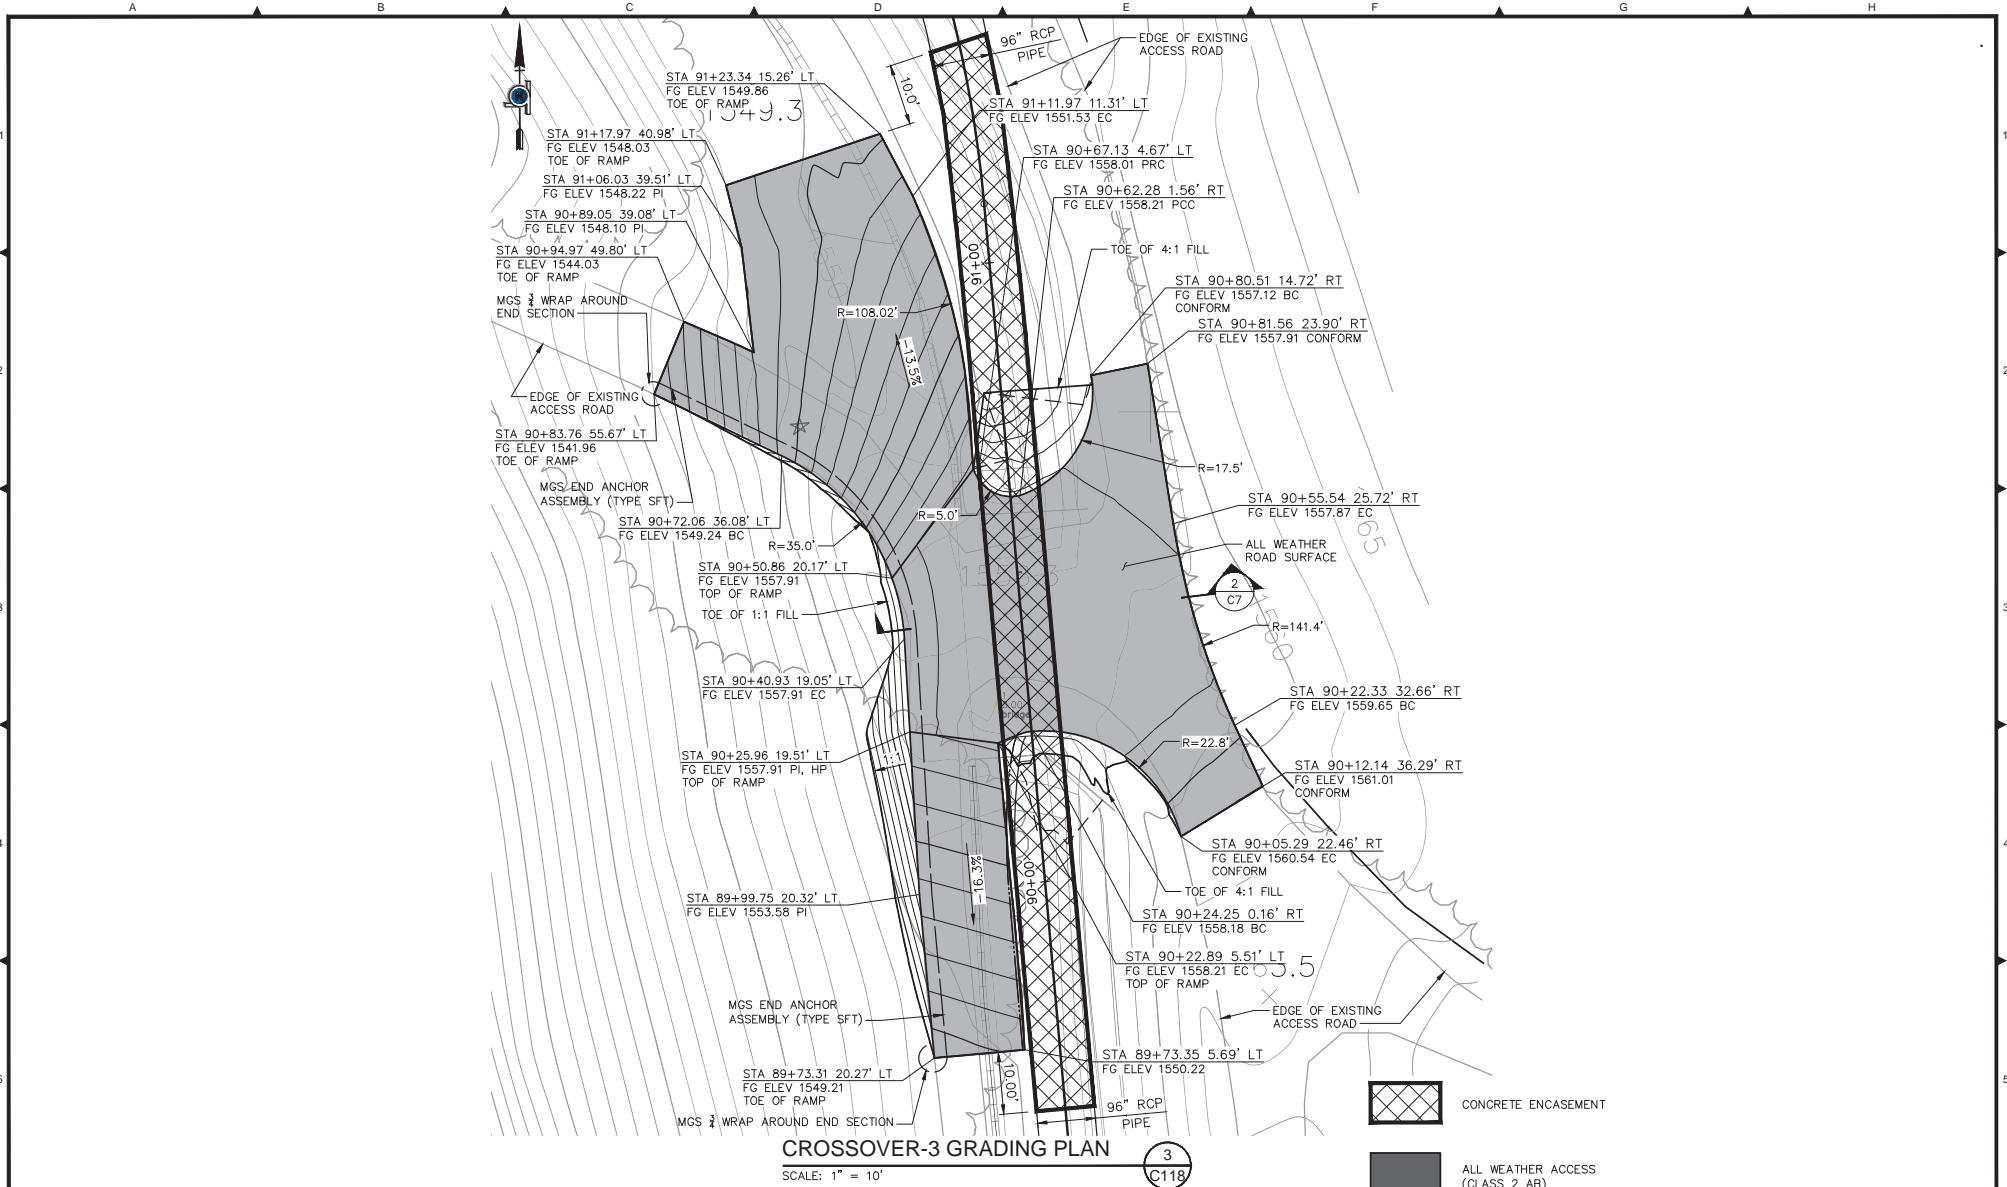 A B C D E F G H
96" RCP
PIPE
EDGE OF EXISTING
ACCESS ROAD
STA 91+23.34 15.26' LT
FG ELEV 1549.86
TOE OF RAMP
1549.3
10.0'
STA 91+11.97 11.31' LT
FG ELEV 1551.53 EC
1
1
STA 91+17.97 40.98' LT
FG ELEV 1548.03
TOE OF RAMP
STA 90+67.13 4.67' LT
FG ELEV 1558.01 PRC
STA 91+06.03 39.51' LT
FG ELEV 1548.22 PI
STA 90+62.28 1.56' RT
FG ELEV 1558.21 PCC
STA 90+89.05 39.08' LT
FG ELEV 1548.10 PI
STA 90+94.97 49.80' LT
FG ELEV 1544.03
TOE OF RAMP
91+00
TOE OF 4:1 FILL
STA 90+80.51 14.72' RT
FG ELEV 1557.12 BC
CONFORM
MGS ¾ WRAP AROUND
END SECTION
R=108.02'
STA 90+81.56 23.90' RT
FG ELEV 1557.91 CONFORM
-13.5%
2
2
EDGE OF EXISTING
ACCESS ROAD
STA 90+83.76 55.67' LT
FG ELEV 1541.96
TOE OF RAMP
R=17.5'
MGS END ANCHOR
ASSEMBLY (TYPE SFT)
STA 90+55.54 25.72' RT
FG ELEV 1557.87 EC
R=5.0'
STA 90+72.06 36.08' LT
FG ELEV 1549.24 BC
R=35.0'
65
ALL WEATHER
ROAD SURFACE
STA 90+50.86 20.17' LT
FG ELEV 1557.91
TOP OF RAMP
2
C7
TOE OF 1:1 FILL
3
3
1550
R=141.4'
STA 90+40.93 19.05' LT
FG ELEV 1557.91 EC
STA 90+22.33 32.66' RT
FG ELEV 1559.65 BC
bridge
STA 90+25.96 19.51' LT
FG ELEV 1557.91 PI, HP
TOP OF RAMP
1:1
R=22.8'
STA 90+12.14 36.29' RT
FG ELEV 1561.01
CONFORM
STA 90+05.29 22.46' RT
FG ELEV 1560.54 EC
CONFORM
4
4
-16.3%
90+00
STA 89+99.75 20.32' LT
FG ELEV 1553.58 PI
TOE OF 4:1 FILL
STA 90+24.25 0.16' RT
FG ELEV 1558.18 BC
STA 90+22.89 5.51' LT
FG ELEV 1558.21 EC
TOP OF RAMP
MGS END ANCHOR
ASSEMBLY (TYPE SFT)
EDGE OF EXISTING
ACCESS ROAD
STA 89+73.35 5.69' LT
FG ELEV 1550.22
STA 89+73.31 20.27' LT
FG ELEV 1549.21
TOE OF RAMP
10.00'
5
5
MGS ¾ WRAP AROUND END SECTION
96" RCP
PIPE
CONCRETE ENCASEMENT
CROSSOVER-3 GRADING PLAN
SCALE: 1" = 10'
3
C118
ALL WEATHER ACCESS
(CLASS 2 AB)